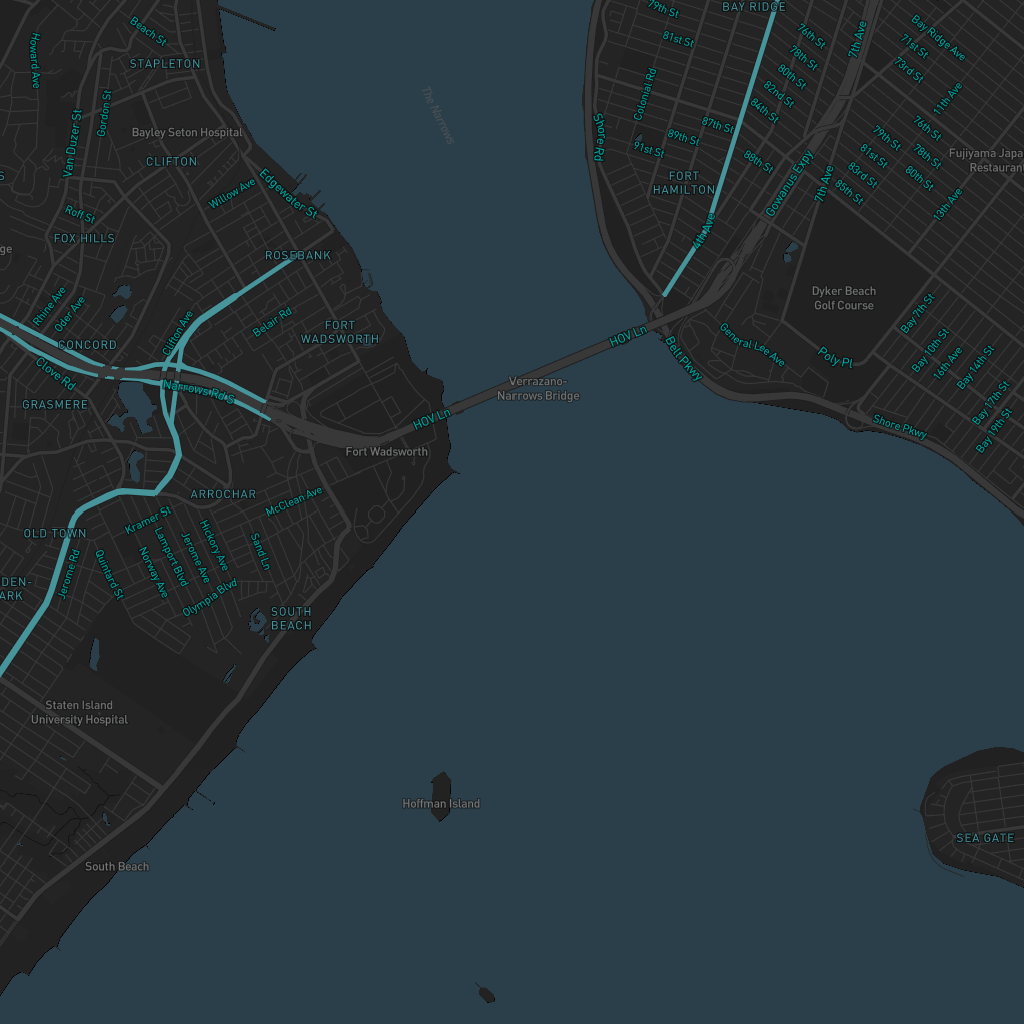 BAY RIDGE
79th St
81st St
Colonial Rd
Shore Rd
91st St
89th St
87th St
88th St
84th St
82nd St
80th St
78th St
76th St
7th Ave
Bay Ridge Ave
71st St
73rd St
11th Ave
76th St
78th St
79th St
81st St
80th St
83rd St
85th St
13th Ave
7th Ave
Gowanus Expy
4th Ave
FORT
HAMILTON
Fujiyama Japa
Restaurant
Dyker Beach
Golf Course
General Lee Ave
Poly Pl
Bay 7th St
Bay 10th St
16th Ave
Bay 14th St
Bay 17th St
Bay 19th St
Shore Pkwy
Belt Pkwy
HOV Ln
HOV Ln
Verrazano-
Narrows Bridge
The Narrows
Howard Ave
Beach St
STAPLETON
Gordon St
Van Duzer St
Bayley Seton Hospital
CLIFTON
S
Willow Ave
Edgewater St
Roff St
FOX HILLS
ge
ROSEBANK
Rhine Ave
Oder Ave
Clifton Ave
Belair Rd
FORT
WADSWORTH
CONCORD
Clove Rd
Narrows Rd S
GRASMERE
Fort Wadsworth
ARROCHAR
McClean Ave
Kramer St
OLD TOWN
Hickory Ave
Jerome Ave
Lamport Blvd
Norway Ave
Sand Ln
Quintard St
Jerome Rd
Olympia Blvd
DEN-
ARK
SOUTH
BEACH
Staten Island
University Hospital
Hoffman Island
South Beach
SEA GATE